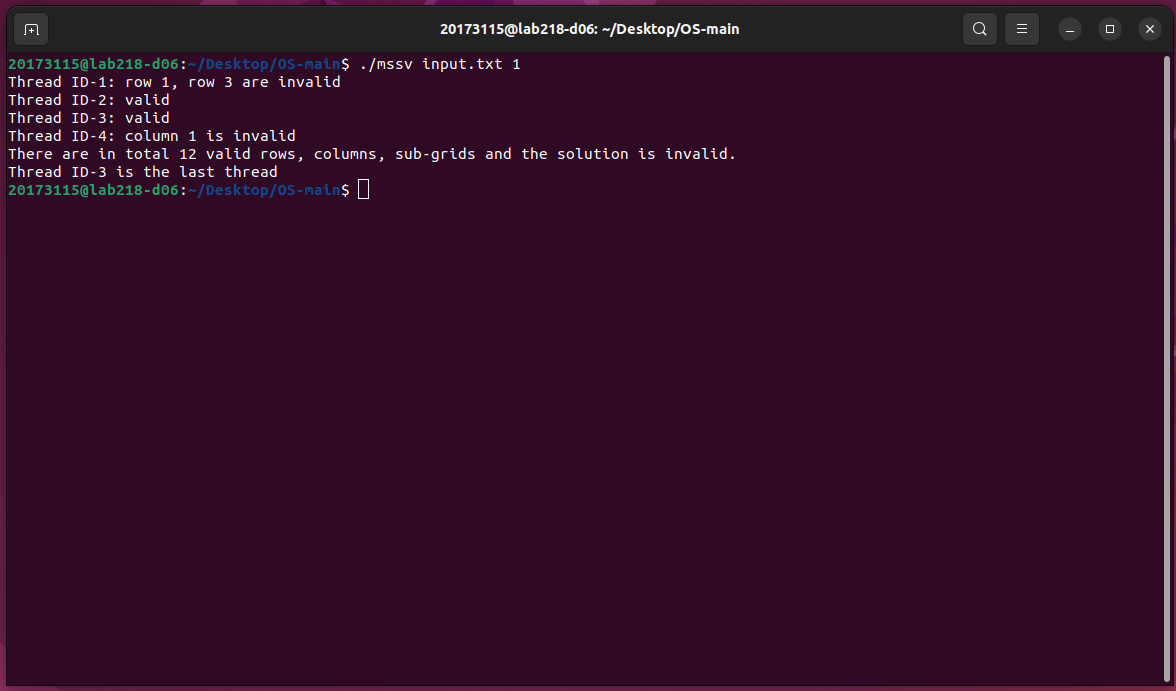 20173115@lab218-d06: ~/Desktop/OS-main
20173115@lab218-d06:~/Desktop/OS-main$ ./mssv input.txt 1
Thread ID-1: row 1, row 3 are invalid
Thread ID-2: valid
Thread ID-3: valid
Thread ID-4: column 1 is invalid
There are in total 12 valid rows, columns, sub-grids and the solution is invalid.
Thread ID-3 is the last thread
20173115@lab218-d06:~/Desktop/OS-main$